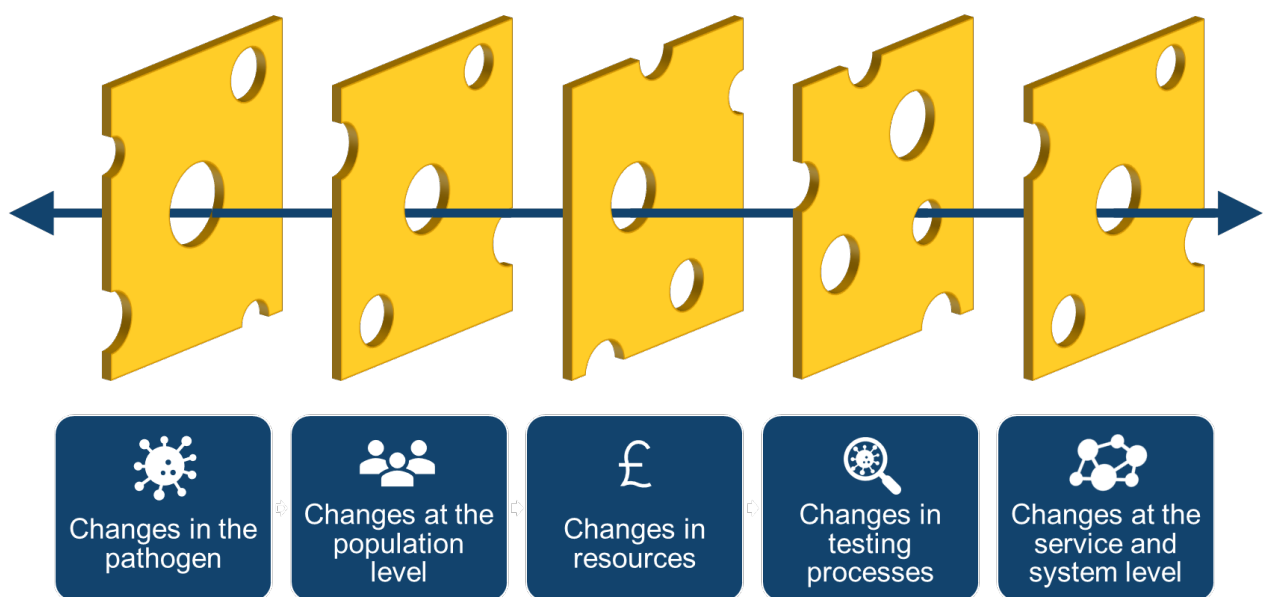 Changes in the
pathogen
Changes at the
population
level
£
Changes in
resources
Changes in
testing
processes
Changes at the
service and
system level